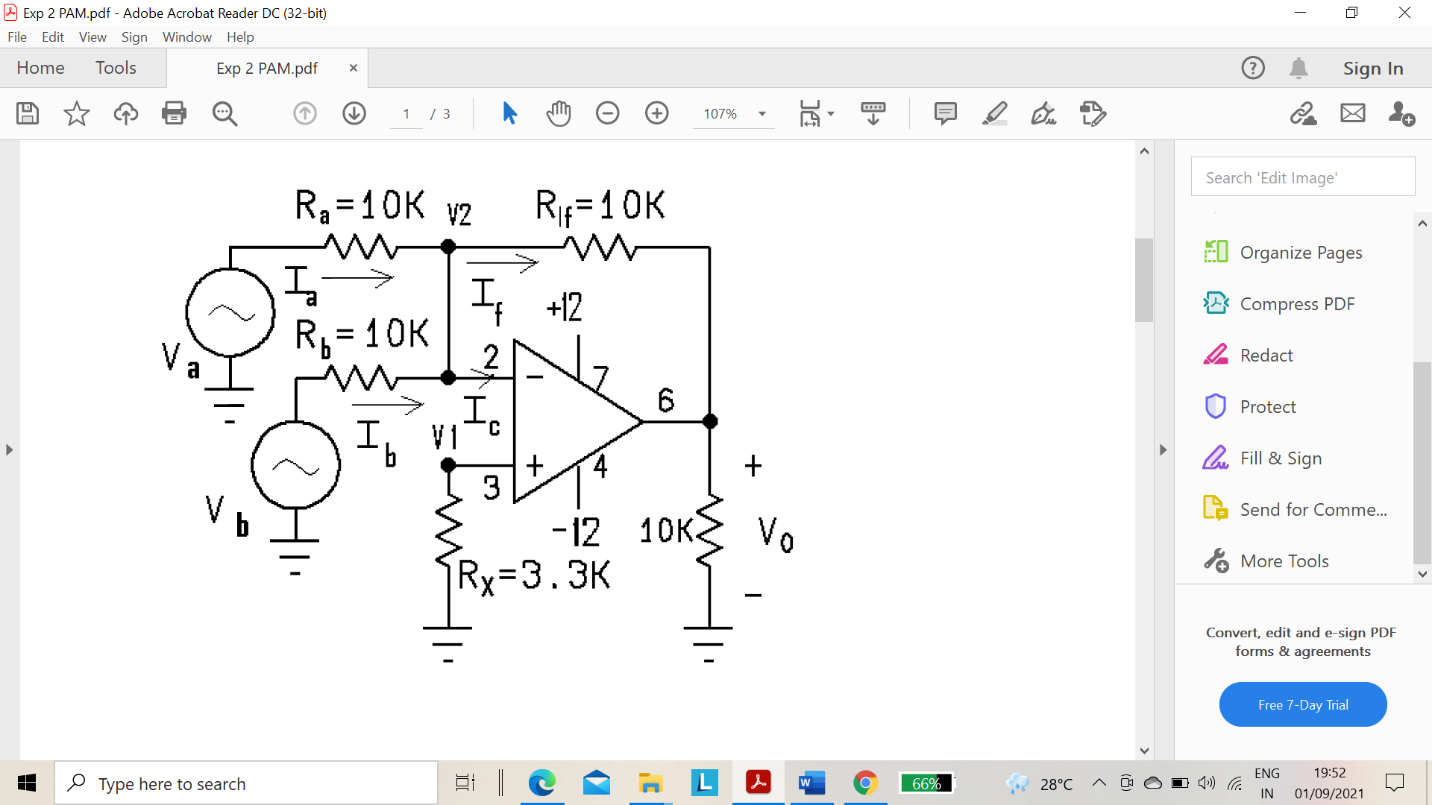 Exp 2 PAM.pdf - Adobe Acrobat Reader DC (32-bit)
File Edit View Sign Window Help
Home Tools Exp 2 PAM.pdf × Sign In
1 / 3 107%
Search 'Edit Image'
Organize Pages
Compress PDF
Redact
Protect
Fill & Sign
Send for Comme...
More Tools
Convert, edit and e-sign PDF
forms & agreements
Free 7-Day Trial
Ra=10K V2 Rlf=10K
Ia
If
+12
Rb=10K
Va
2
-
7
Ic
6
Ib
V1
+
4
3
+
Vb
-12
10K
Vo
Rx=3.3K
-
Type here to search
L
66%
28°C
ENG
IN
19:52
01/09/2021